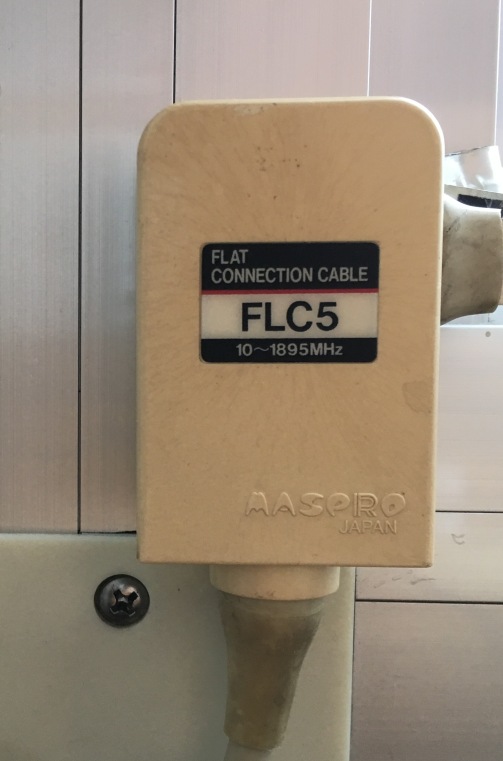 FLAT
CONNECTION CABLE
FLC5
10～1895MHz
MASPRO
JAPAN